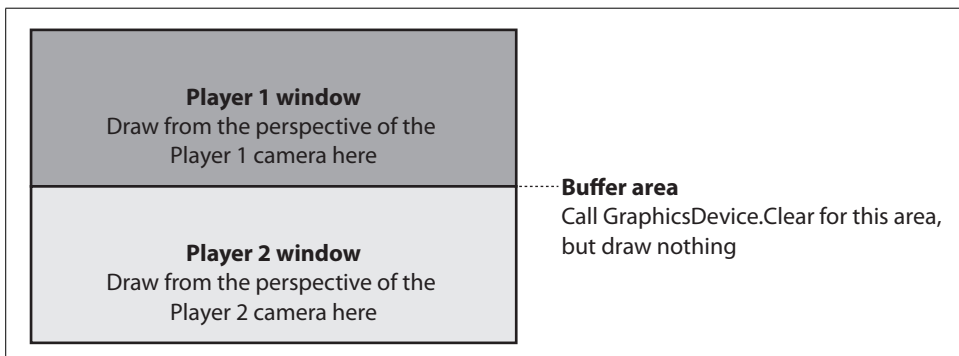 Player 1 window
Draw from the perspective of the
Player 1 camera here
Buffer area
Call GraphicsDevice.Clear for this area,
but draw nothing
Player 2 window
Draw from the perspective of the
Player 2 camera here